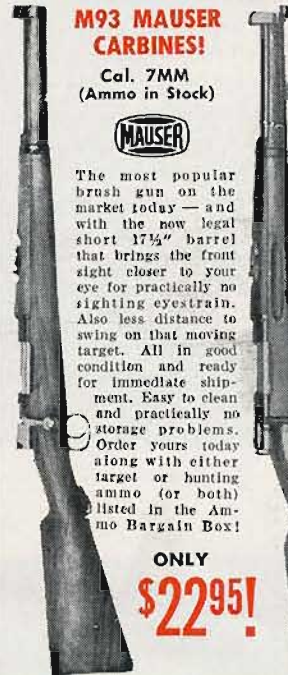 M93 MAUSER
CARBINES!
Cal. 7MM
(Ammo in Stock)
MAUSER
The most popular
brush gun on the
market today — and
with the now legal
short 17½" barrel
that brings the front
sight closer to your
eye for practically no
sighting eyestrain.
Also less distance to
swing on that moving
target. All in good
condition and ready
for immediate ship-
ment. Easy to clean
and practically no
storage problems.
Order yours today
along with either
target or hunting
ammo (or both)
listed in the Am-
mo Bargain Box!
ONLY
$22.95!